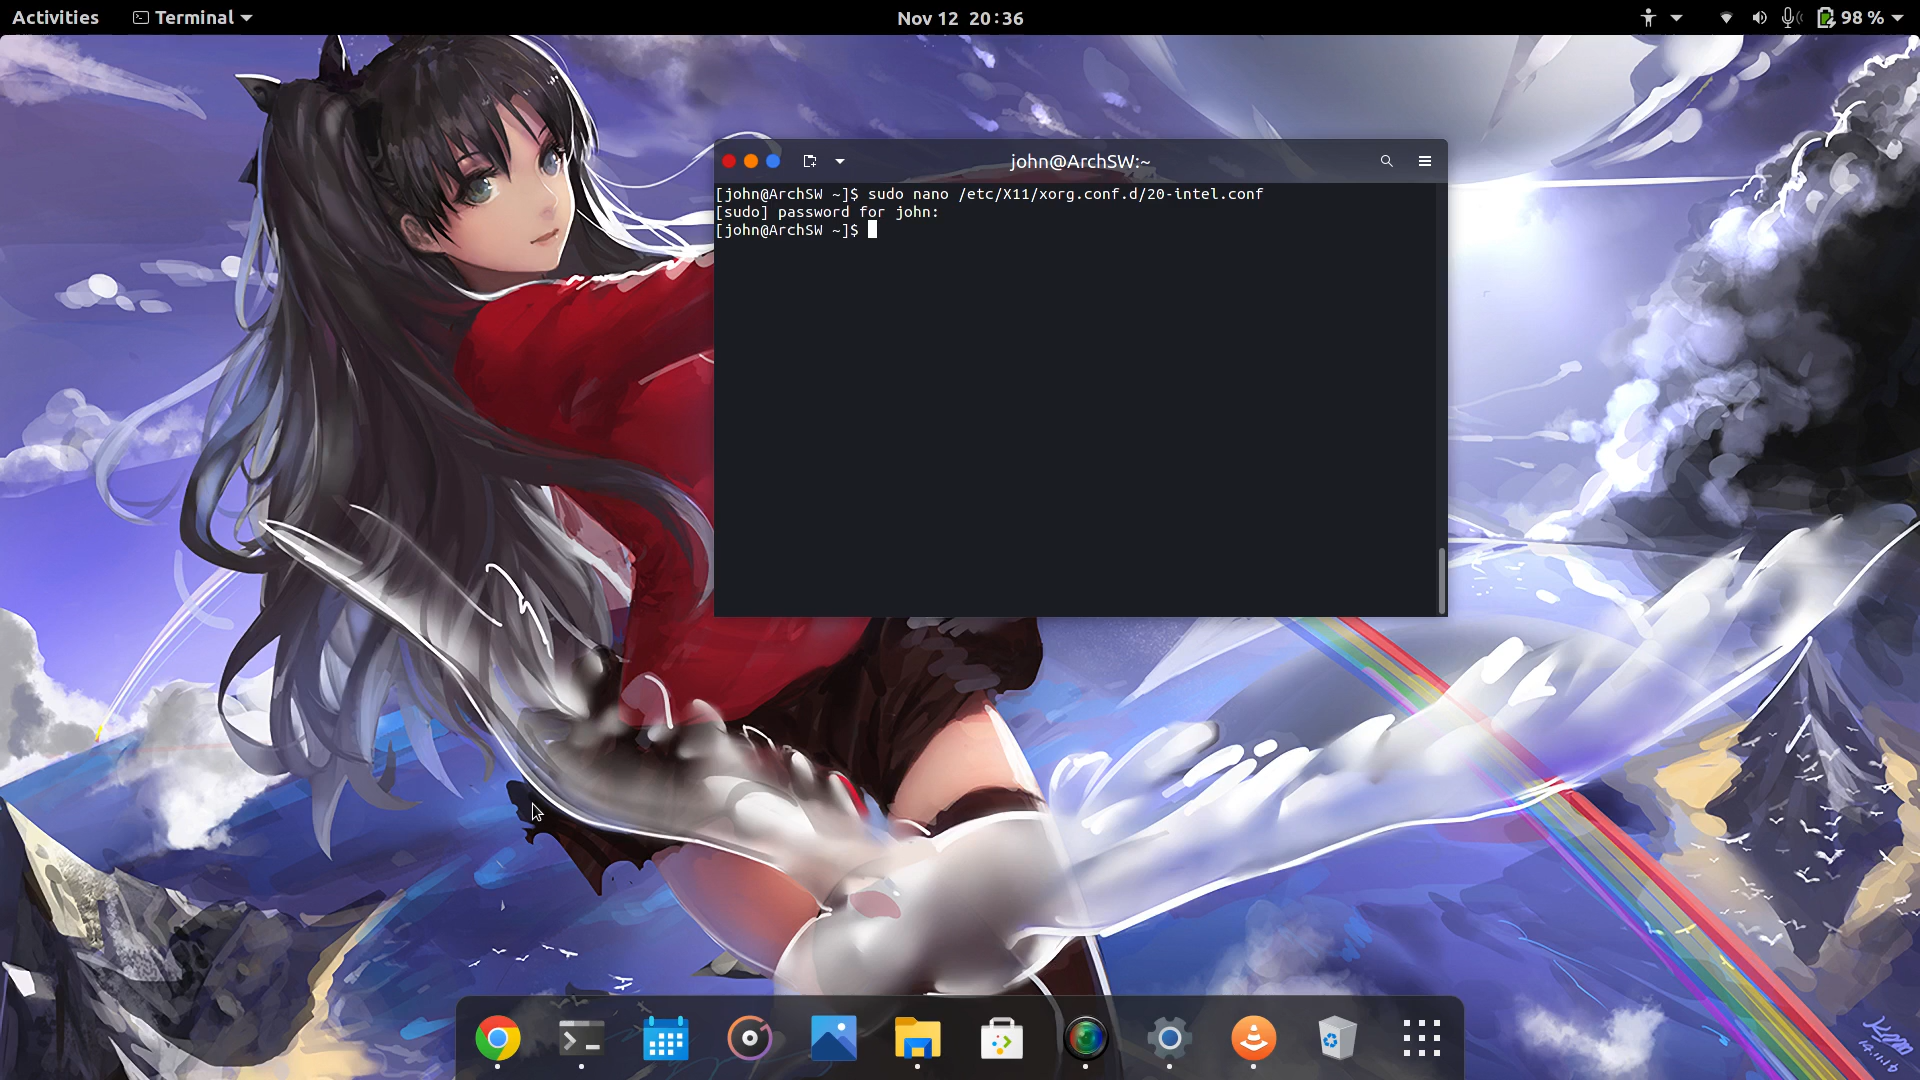 Activities
Terminal
Nov 12 20:36
98 %
john@ArchSW:~
[john@ArchSW ~]$ sudo nano /etc/X11/xorg.conf.d/20-intel.conf
[sudo] password for john:
[john@ArchSW ~]$